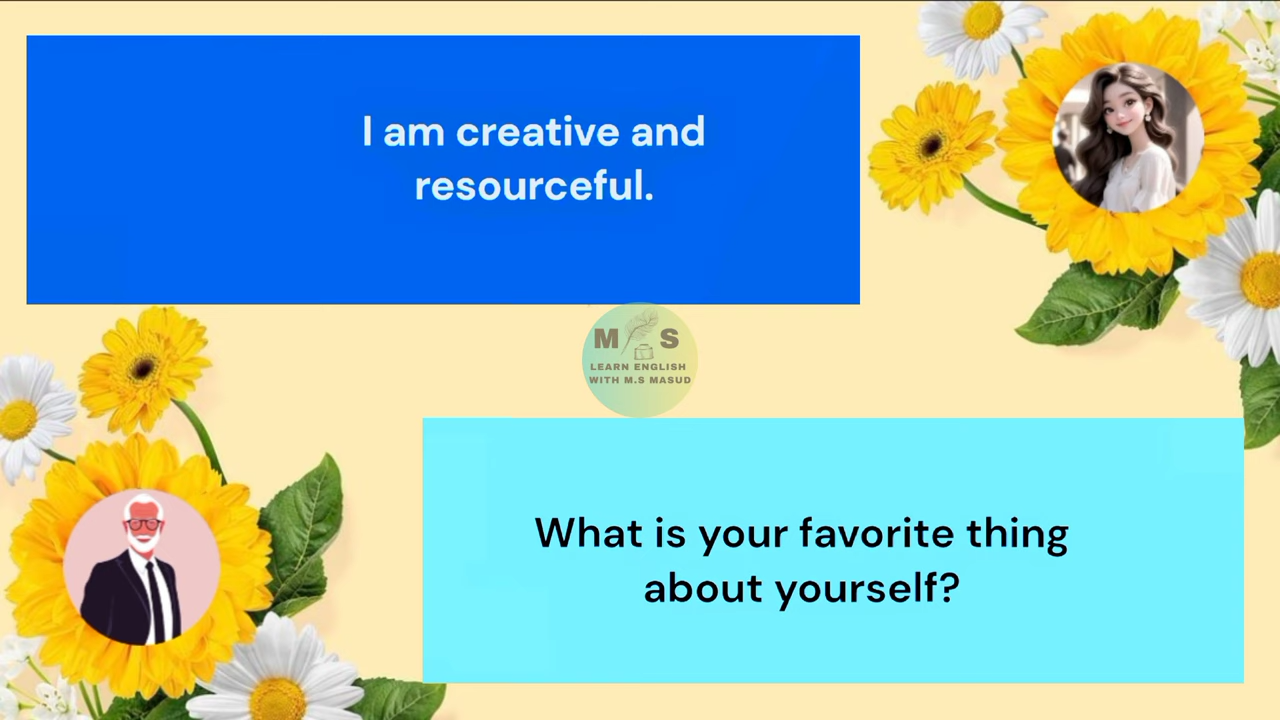 I am creative and
resourceful.
M S
LEARN ENGLISH
WITH M.S MASUD
What is your favorite thing
about yourself?